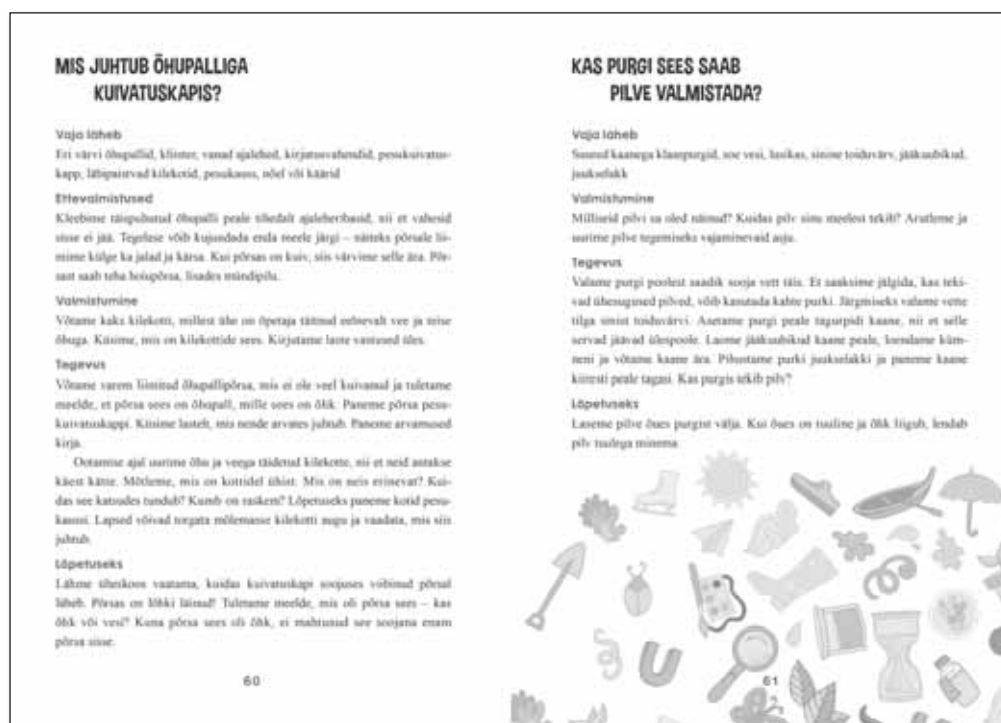 MIS JUHTUB ÕHUPALLIGA
KUIVATUSKAPIS?
Vaja läheb
Eri värvi õhupallid, kliister, vanad ajalehed, kirjutusvahendid, pesukuivatus-
kapp, läbipaistvad kilekotid, pesukauss, nõel või käärid
Ettevalmistused
Kleebime täispuhutud õhupalli peale tihedalt ajaleheribasid, nii et vahesid
sisse ei jää. Tegelase võib kujundada enda meele järgi – näiteks põrsale lii-
mime külge ka jalad ja kärsa. Kui põrsas on kuiv, siis värvime selle ära. Põr-
sast saab teha hoiupõrsa, lisades mündipilu.
Valmistumine
Võtame kaks kilekotti, millest ühe on õpetaja täitnud eelnevalt vee ja teise
õhuga. Küsime, mis on kilekottide sees. Kirjutame laste vastused üles.
Tegevus
Võtame varem liimitud õhupallipõrsa, mis ei ole veel kuivanud ja tuletame
meelde, et põrsa sees on õhupall, mille sees on õhk. Paneme põrsa pesu-
kuivatuskappi. Küsime lastelt, mis nende arvates juhtub. Paneme arvamused
kirja.
Ootamise ajal uurime õhu ja veega täidetud kilekotte, nii et neid antakse
käest kätte. Mõtleme, mis on kottidel ühist. Mis on neis erinevat? Kui-
das see katsudes tundub? Kumb on raskem? Lõpetuseks paneme kotid pesu-
kaussi. Lapsed võivad torgata mõlemasse kilekotti augu ja vaadata, mis siis
juhtub.
Lõpetuseks
Lähme üheskoos vaatama, kuidas kuivatuskapi soojuses viibinud põrsal
läheb. Põrsas on lõhki läinud! Tuletame meelde, mis oli põrsa sees – kas
õhk või vesi? Kuna põrsa sees oli õhk, ei mahtunud see soojana enam
põrsa sisse.
60
KAS PURGI SEES SAAB
PILVE VALMISTADA?
Vaja läheb
Suured kaanega klaaspurgid, soe vesi, lusikas, sinine toiduvärv, jääkuubikud,
juukselakk
Valmistumine
Milliseid pilvi sa oled näinud? Kuidas pilv sinu meelest tekib? Arutleme ja
uurime pilve tegemiseks vajaminevaid asju.
Tegevus
Valame purgi poolest saadik sooja vett täis. Et saaksime jälgida, kas teki-
vad ühesugused pilved, võib kasutada kahte purki. Järgmiseks valame vette
tilga sinist toiduvärvi. Asetame purgi peale tagurpidi kaane, nii et selle
servad jäävad ülespoole. Laome jääkuubikud kaane peale, loendame küm-
neni ja võtame kaane ära. Pihustame purki juukselakki ja paneme kaane
kiiresti peale tagasi. Kas purgis tekib pilv?
Lõpetuseks
Laseme pilve õues purgist välja. Kui õues on tuuline ja õhk liigub, lendab
pilv tuulega minema.
61